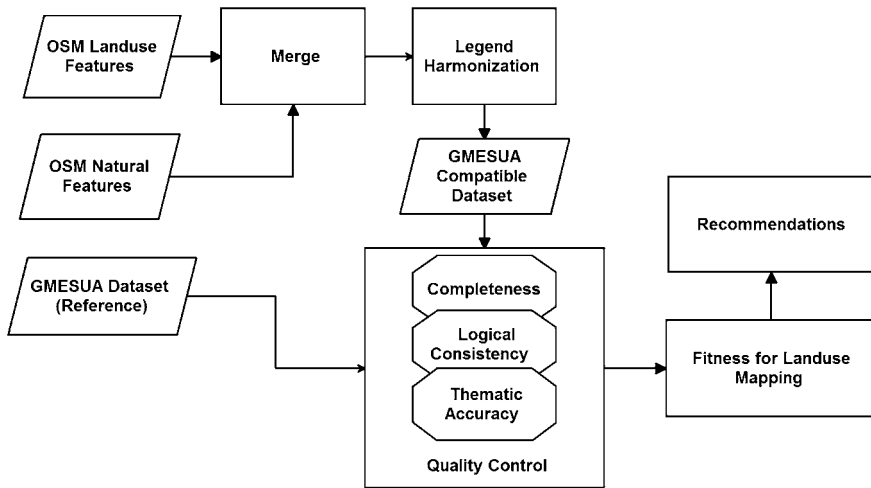 OSM Landuse
Features
Merge
Legend
Harmonization
OSM Natural
Features
GMESUA
Compatible
Dataset
GMESUA Dataset
(Reference)
Completeness
Logical
Consistency
Thematic
Accuracy
Quality Control
Recommendations
Fitness for Landuse
Mapping